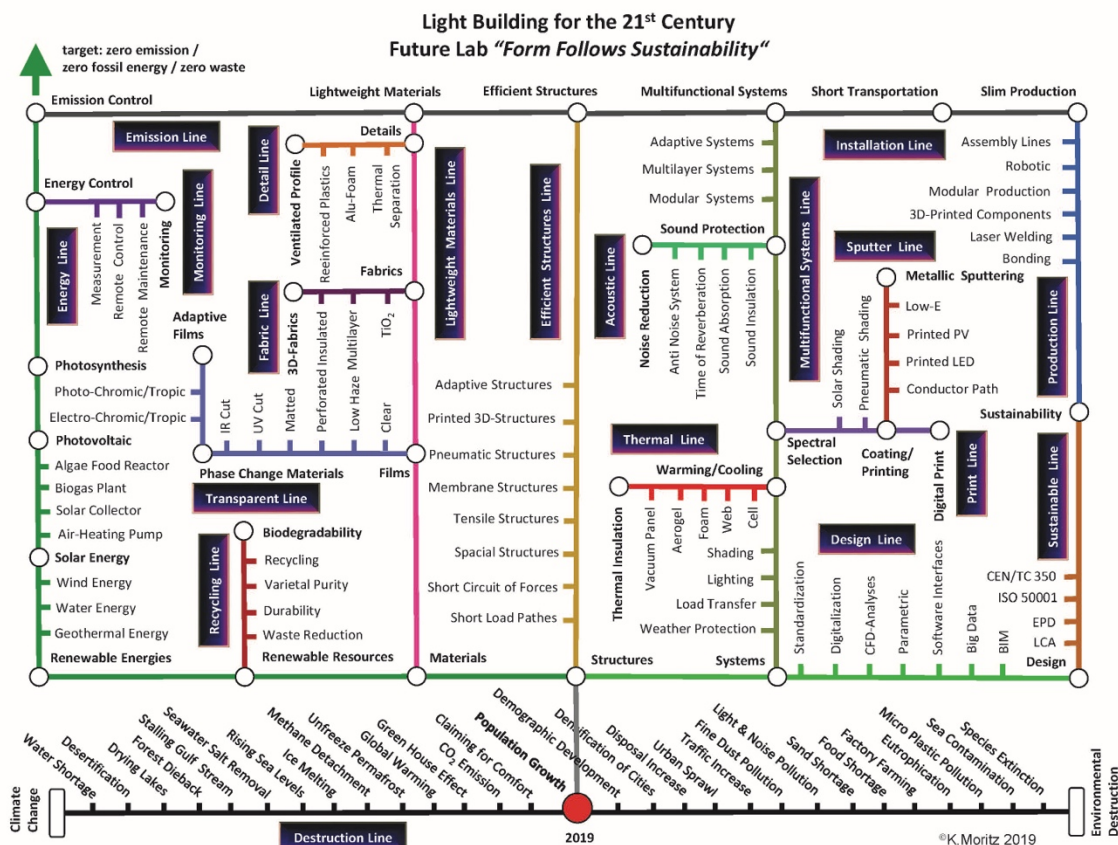 Light Building for the 21st Century
Future Lab "Form Follows Sustainability"
target: zero emission /
zero fossil energy / zero waste
Emission Control
Lightweight Materials
Efficient Structures
Multifunctional Systems
Short Transportation
Slim Production
Emission Line
Energy Control
Energy Line
Measurement
Remote Control
Remote Maintenance
Monitoring
Monitoring Line
Detail Line
Details
Ventilated Profile
Reeinforced Plastics
Alu-Foam
Thermal
Separation
Fabric Line
Fabrics
3D-Fabrics
Perforated Insulated
Low Haze Multilayer
TiO2
Lightweight Materials Line
Adaptive
Films
Photosynthesis
Photo-Chromic/Tropic
Electro-Chromic/Tropic
Photovoltaic
Algae Food Reactor
Biogas Plant
Solar Collector
Air-Heating Pump
Solar Energy
Wind Energy
Water Energy
Geothermal Energy
Renewable Energies
IR Cut
UV Cut
Matted
Printed
Clear
Phase Change Materials
Films
Transparent Line
Recycling Line
Biodegradability
Recycling
Varietal Purity
Durability
Waste Reduction
Renewable Resources
Materials
Efficient Structures Line
Adaptive Structures
Printed 3D-Structures
Pneumatic Structures
Membrane Structures
Tensile Structures
Spacial Structures
Short Circuit of Forces
Short Load Pathes
Structures
Adaptive Systems
Multilayer Systems
Modular Systems
Acoustic Line
Sound Protection
Noise Reduction
Anti Noise System
Time of Reverberation
Sound Absorption
Sound Insulation
Multifunctional Systems Line
Thermal Line
Warming/Cooling
Thermal Insulation
Vacuum Panel
Aerogel
Foam
Web
Cell
Shading
Lighting
Load Transfer
Weather Protection
Systems
Installation Line
Sputter Line
Metallic Sputtering
Low-E
Printed PV
Printed LED
Conductor Path
Solar Shading
Pneumatic Shading
Spectral
Selection
Coating/
Printing
Digital Print
Print Line
Assembly Lines
Robotic
Modular Production
3D-Printed Components
Laser Welding
Bonding
Production Line
Sustainability
Sustainable Line
CEN/TC 350
ISO 50001
EPD
LCA
Design
Design Line
Standardization
Digitalization
CFD-Analyses
Parametric
Software Interfaces
Big Data
BIM
Climate
Change
Water Shortage
Desertification
Drying Lakes
Forest Dieback
Stalling Gulf Stream
Seawater Salt Removal
Rising Sea Levels
Ice Melting
Methane Detachment
Unfreeze Permafrost
Global Warming
Green House Effect
CO2 Emission
Claiming for Comfort
Population Growth
Demographic Development
Densification of Cities
Disposal Increase
Urban Sprawl
Traffic Increase
Fine Dust Pollution
Light & Noise Pollution
Sand Shortage
Food Shortage
Factory Farming
Eutrophication
Micro Plastic Pollution
Sea Contamination
Species Extinction
Environmental
Destruction
Destruction Line
2019
©K.Moritz 2019